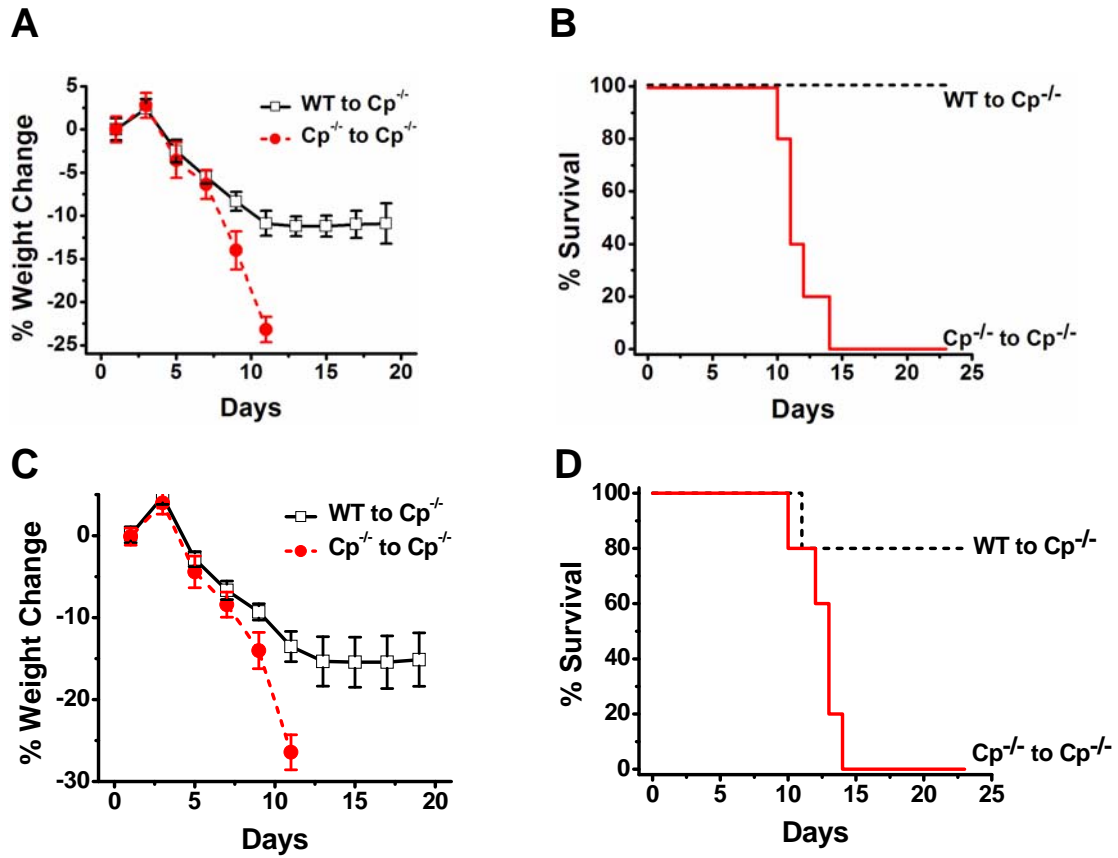 A
% Weight Change
5
0
-5
-10
-15
-20
-25
WT to Cp⁻/⁻
Cp⁻/⁻ to Cp⁻/⁻
0 5 10 15 20
Days
B
% Survival
100
80
60
40
20
0
WT to Cp⁻/⁻
Cp⁻/⁻ to Cp⁻/⁻
0 5 10 15 20 25
Days
C
% Weight Change
0
-10
-20
-30
WT to Cp⁻/⁻
Cp⁻/⁻ to Cp⁻/⁻
0 5 10 15 20
Days
D
% Survival
100
80
60
40
20
0
WT to Cp⁻/⁻
Cp⁻/⁻ to Cp⁻/⁻
0 5 10 15 20 25
Days